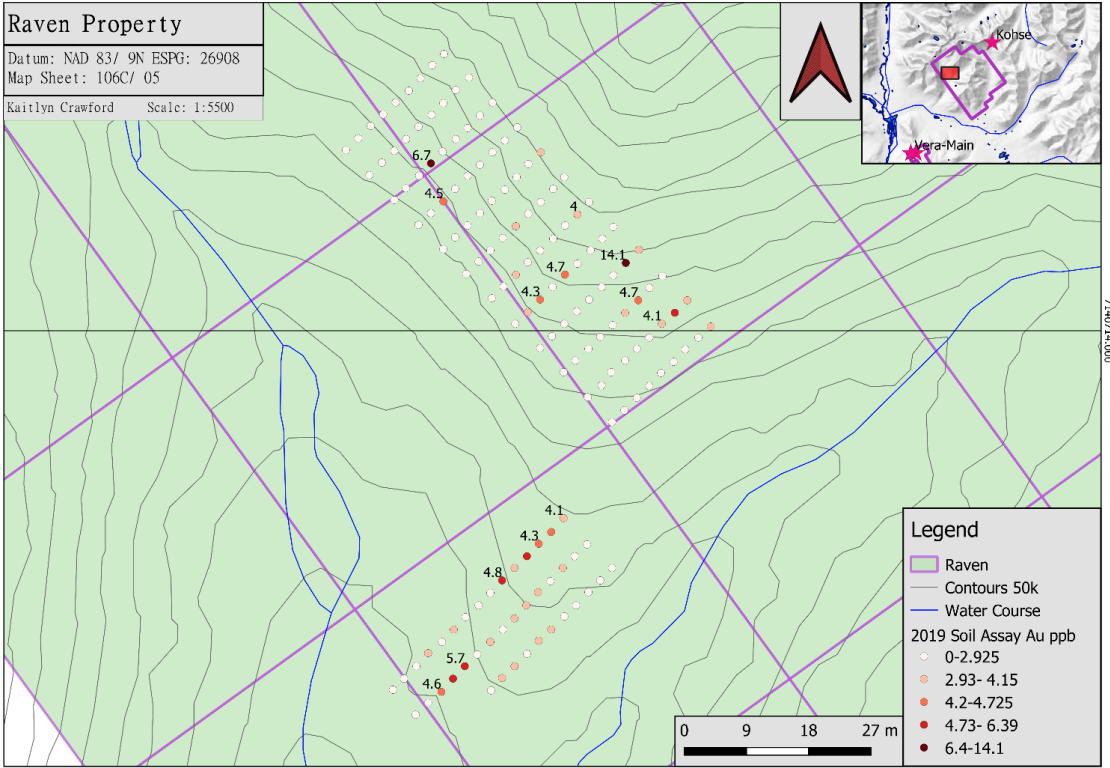 Raven Property
Datum: NAD 83/ 9N ESPG: 26908
Map Sheet: 106C/ 05
Kaitlyn Crawford Scale: 1:5500
Kohse
Vera-Main
6.7
4.5
4
14.1
4.7
4.3
4.7
4.1
4.1
4.3
4.8
5.7
4.6
Legend
Raven
Contours 50k
Water Course
2019 Soil Assay Au ppb
0-2.925
2.93- 4.15
4.2-4.725
4.73- 6.39
6.4-14.1
0 9 18 27 m